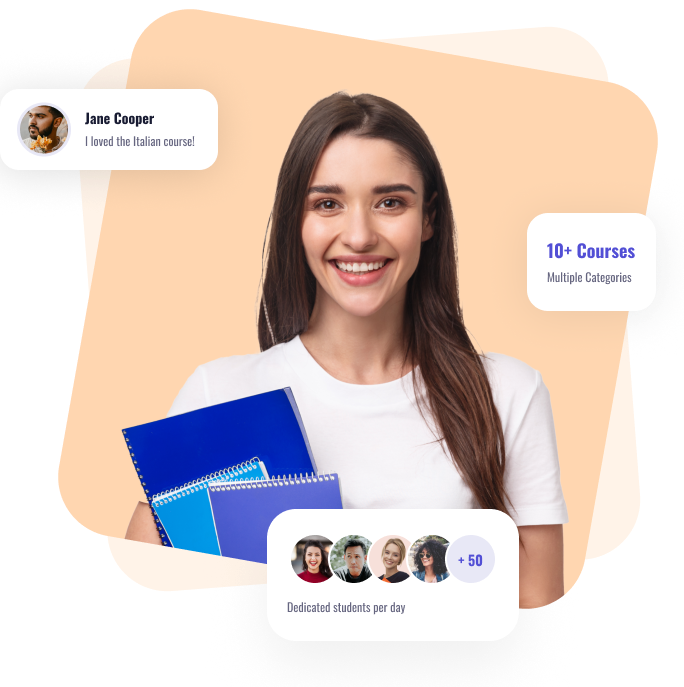 Jane Cooper
I loved the Italian course!
10+ Courses
Multiple Categories
+ 50
Dedicated students per day